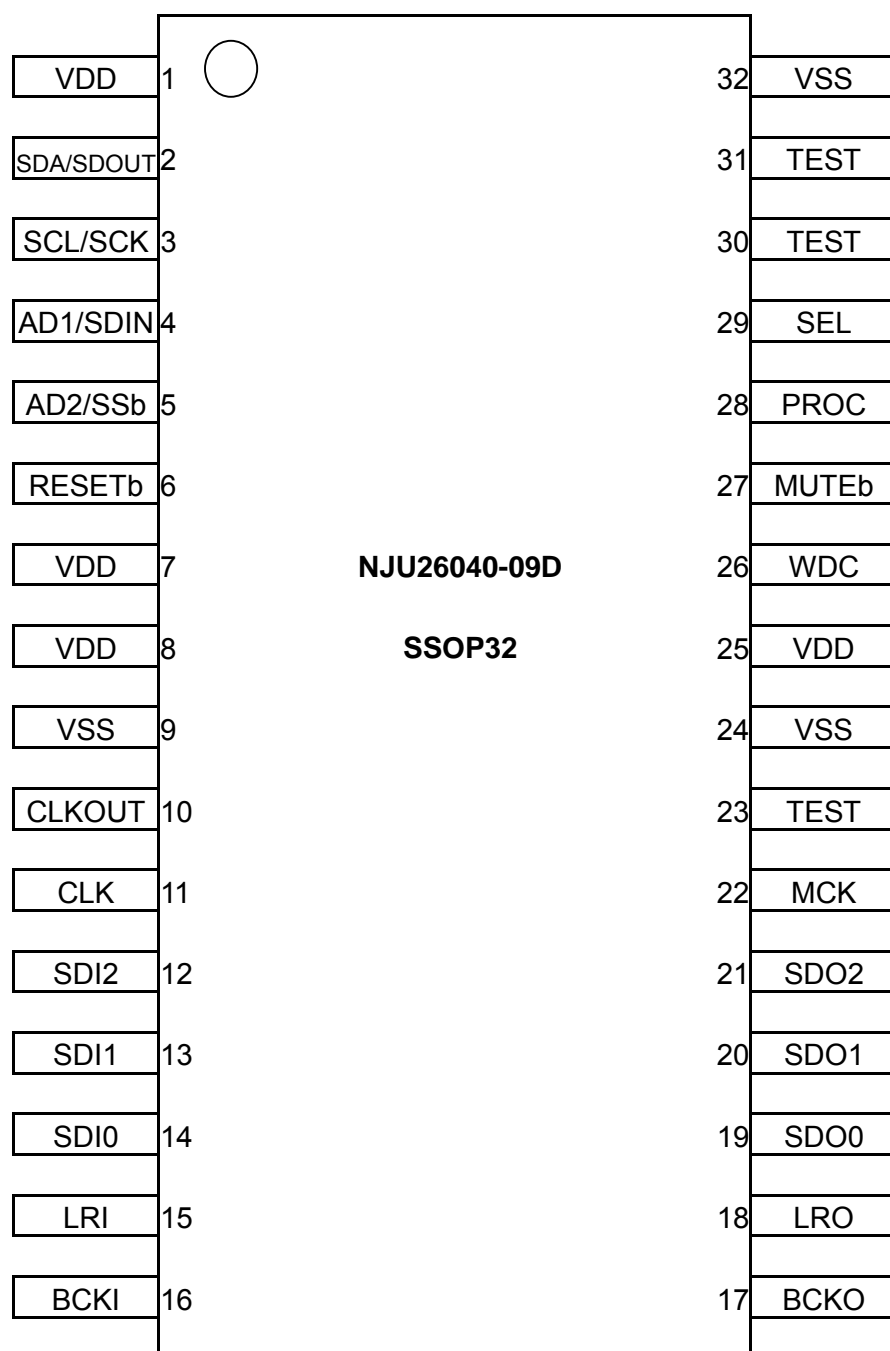 VDD 1 32 VSS
SDA/SDOUT 2 31 TEST
SCL/SCK 3 30 TEST
AD1/SDIN 4 29 SEL
AD2/SSb 5 28 PROC
RESETb 6 27 MUTEb
VDD 7 NJU26040-09D 26 WDC
VDD 8 SSOP32 25 VDD
VSS 9 24 VSS
CLKOUT 10 23 TEST
CLK 11 22 MCK
SDI2 12 21 SDO2
SDI1 13 20 SDO1
SDI0 14 19 SDO0
LRI 15 18 LRO
BCKI 16 17 BCKO